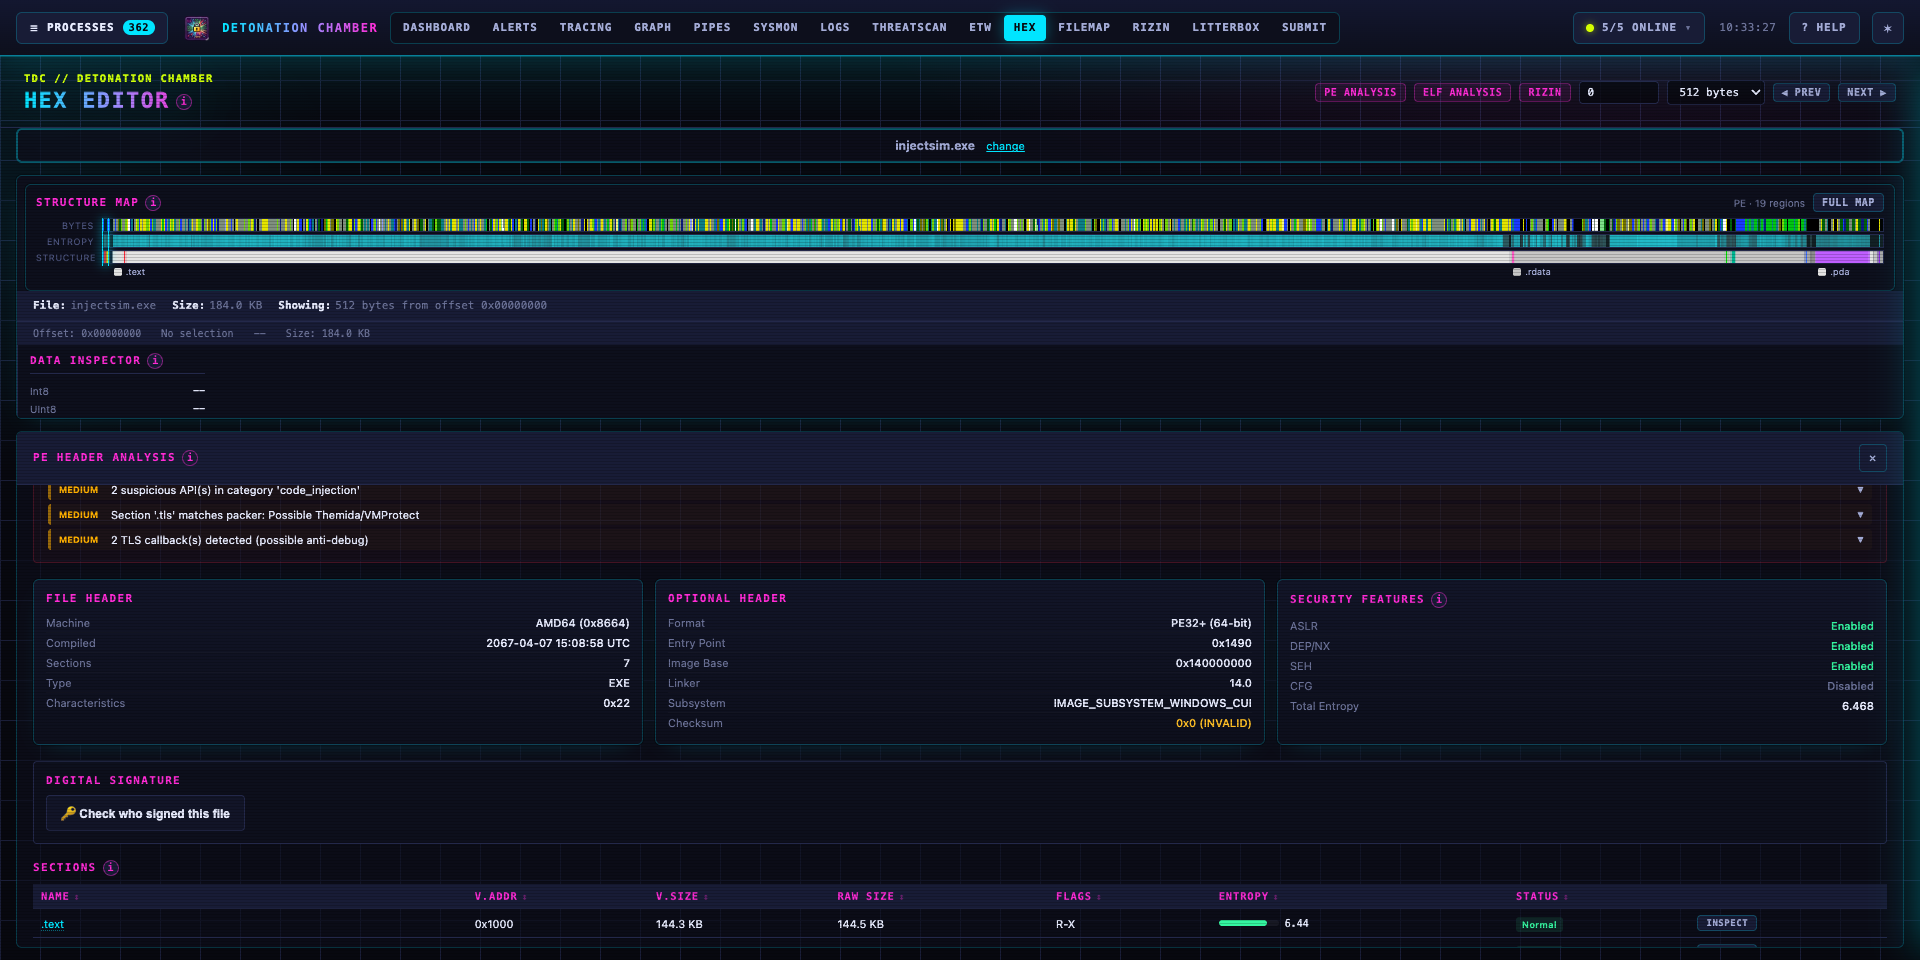 ≡ PROCESSES 362 DETONATION CHAMBER DASHBOARD ALERTS TRACING GRAPH PIPES SYSMON LOGS THREATSCAN ETW HEX FILEMAP RIZIN LITTERBOX SUBMIT 5/5 ONLINE 10:33:27 ? HELP
TDC // DETONATION CHAMBER
HEX EDITOR i
PE ANALYSIS ELF ANALYSIS RIZIN 0 512 bytes ◀ PREV NEXT ▶
injectsim.exe change
STRUCTURE MAP i PE · 19 regions FULL MAP
BYTES
ENTROPY
STRUCTURE
.text .rdata .pda
File: injectsim.exe Size: 184.0 KB Showing: 512 bytes from offset 0x00000000
Offset: 0x00000000 No selection —— Size: 184.0 KB
DATA INSPECTOR i
Int8 ——
UInt8 ——
PE HEADER ANALYSIS i ×
MEDIUM 2 suspicious API(s) in category 'code_injection' ▼
MEDIUM Section '.tls' matches packer: Possible Themida/VMProtect ▼
MEDIUM 2 TLS callback(s) detected (possible anti-debug) ▼
FILE HEADER
Machine AMD64 (0x8664)
Compiled 2067-04-07 15:08:58 UTC
Sections 7
Type EXE
Characteristics 0x22
OPTIONAL HEADER
Format PE32+ (64-bit)
Entry Point 0x1490
Image Base 0x140000000
Linker 14.0
Subsystem IMAGE_SUBSYSTEM_WINDOWS_CUI
Checksum 0x0 (INVALID)
SECURITY FEATURES i
ASLR Enabled
DEP/NX Enabled
SEH Enabled
CFG Disabled
Total Entropy 6.468
DIGITAL SIGNATURE
🔑 Check who signed this file
SECTIONS i
NAME V.ADDR V.SIZE RAW SIZE FLAGS ENTROPY STATUS
.text 0x1000 144.3 KB 144.5 KB R-X 6.44 Normal INSPECT